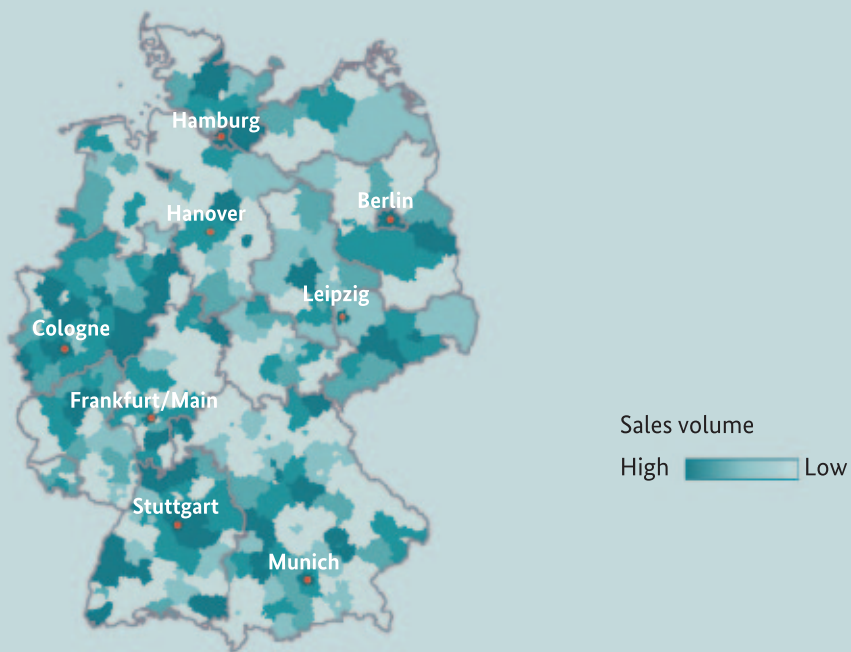 Hamburg
Berlin
Hanover
Leipzig
Cologne
Frankfurt/Main
Sales volume
High Low
Stuttgart
Munich